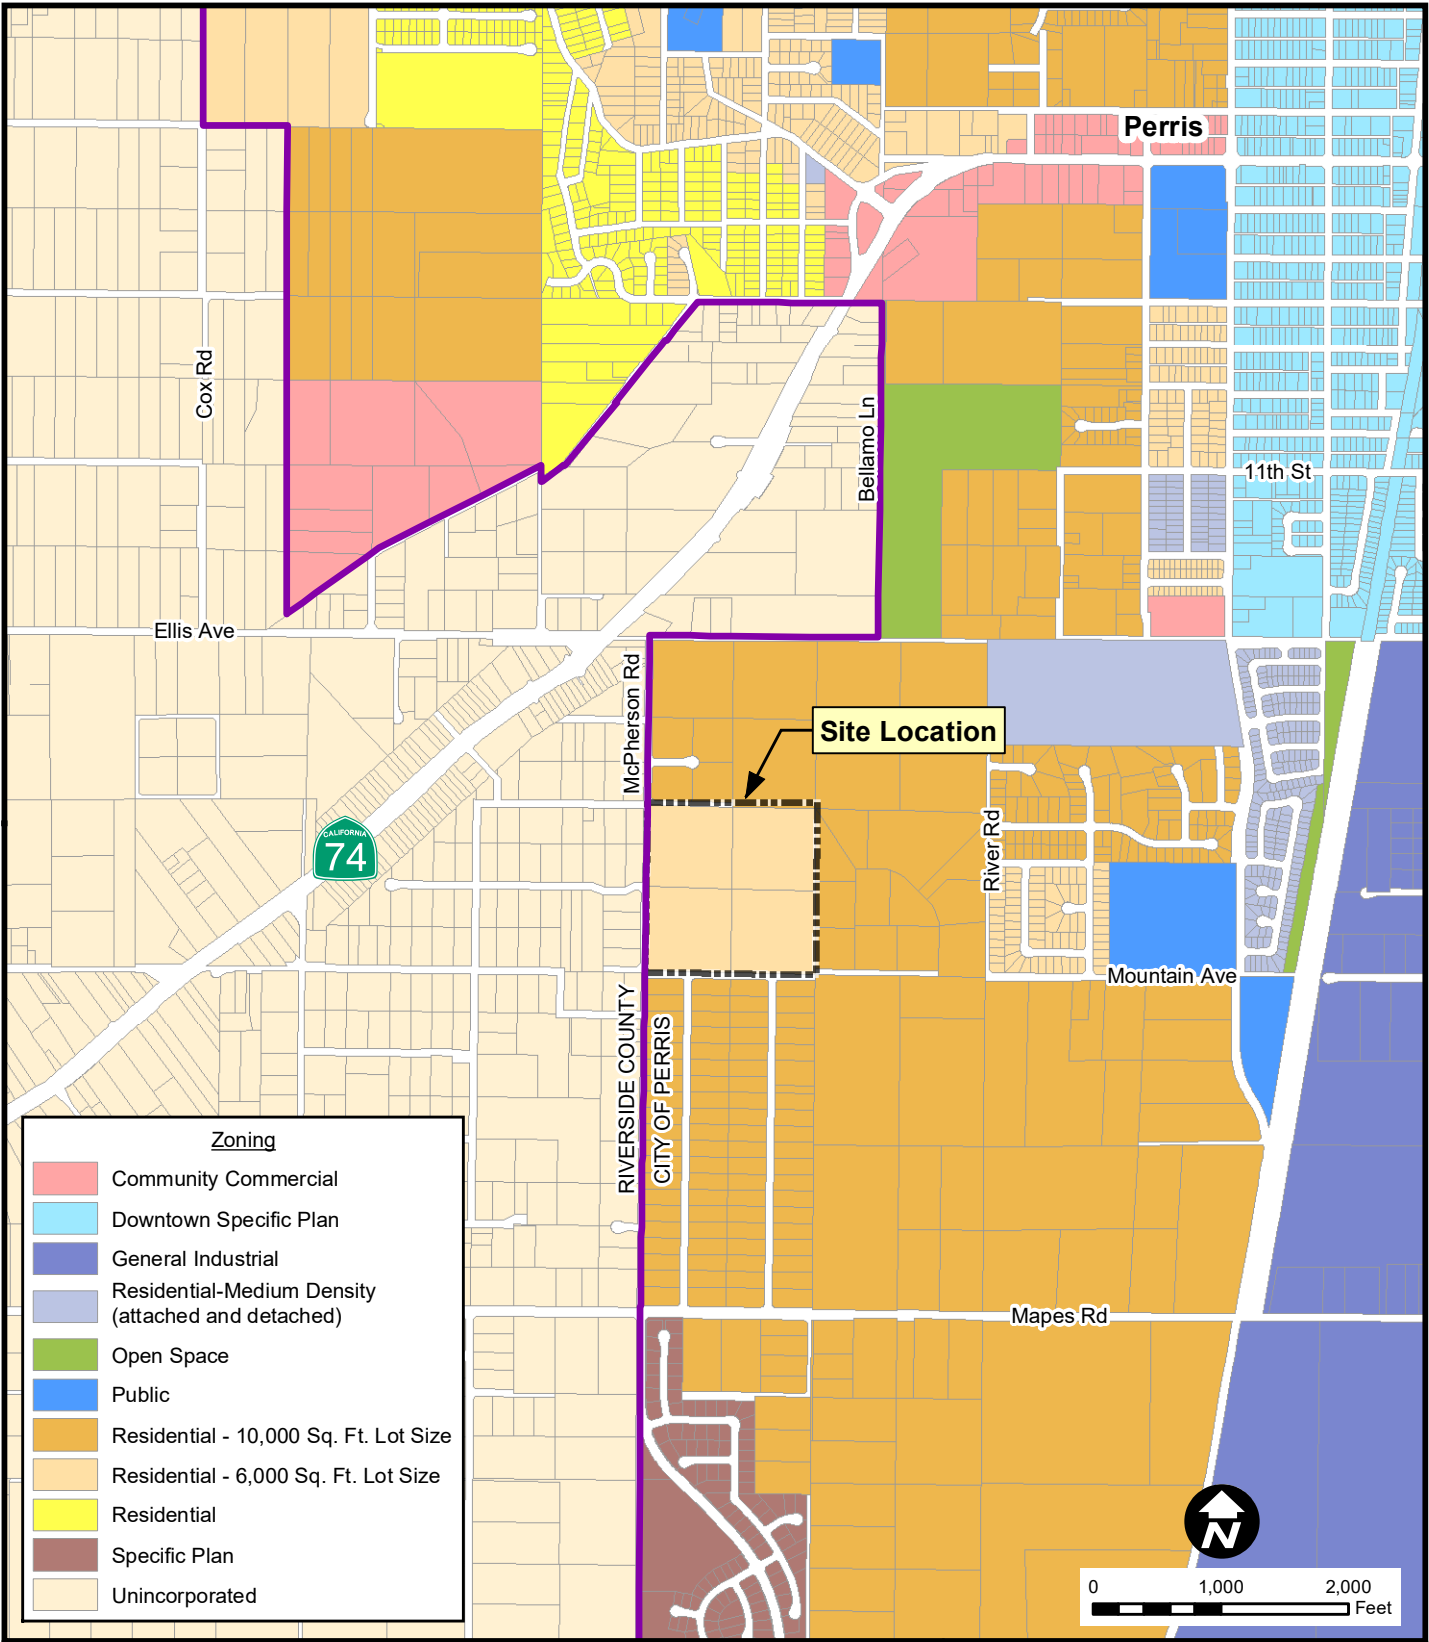 Perris
Cox Rd
Bellamo Ln
11th St
Ellis Ave
McPherson Rd
Site Location
River Rd
CALIFORNIA
74
Mountain Ave
RIVERSIDE COUNTY
CITY OF PERRIS
Mapes Rd
Zoning
Community Commercial
Downtown Specific Plan
General Industrial
Residential-Medium Density
(attached and detached)
Open Space
Public
Residential - 10,000 Sq. Ft. Lot Size
Residential - 6,000 Sq. Ft. Lot Size
Residential
Specific Plan
Unincorporated
N
0 1,000 2,000
Feet